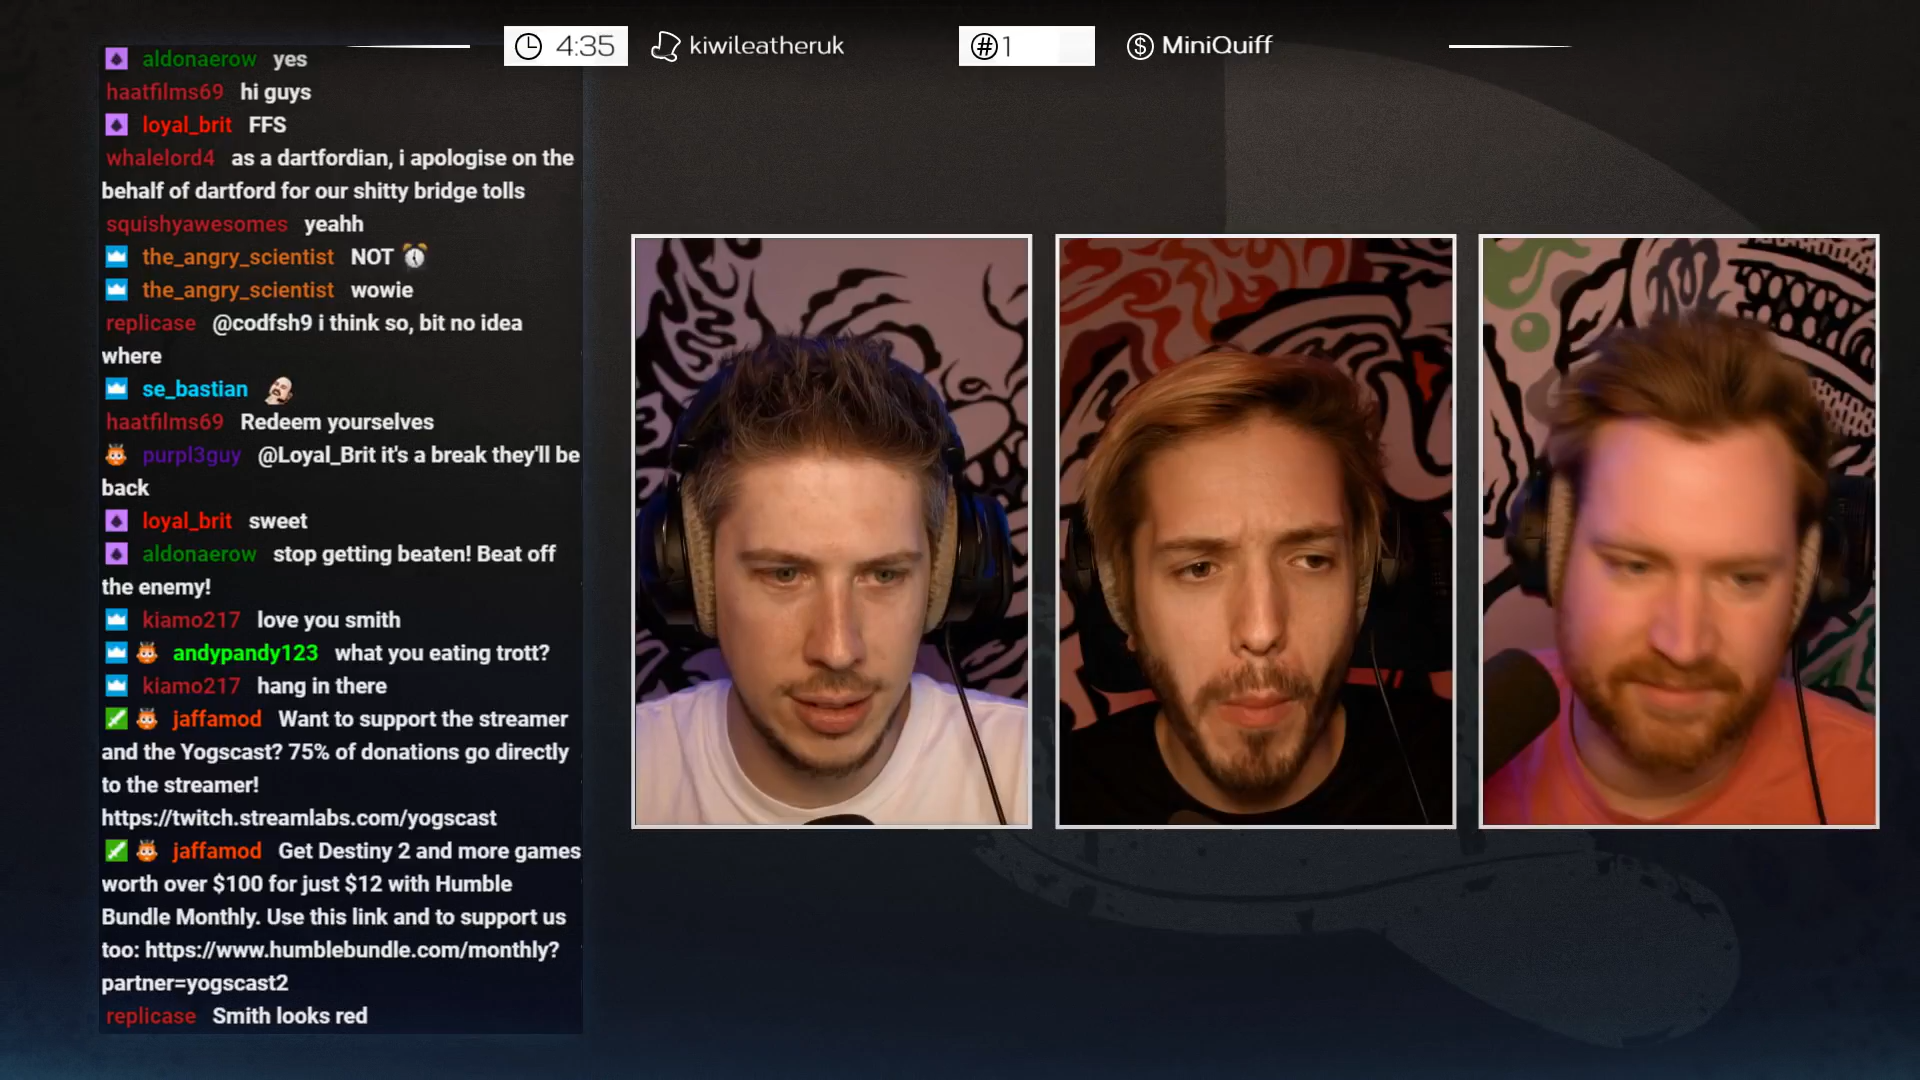 4:35
kiwileatheruk
#1
MiniQuiff
aldonaerow yes
haatfilms69 hi guys
loyal_brit FFS
whalelord4 as a dartfordian, i apologise on the
behalf of dartford for our shitty bridge tolls
squishyawesomes yeahh
the_angry_scientist NOT
the_angry_scientist wowie
replicase @codfsh9 i think so, bit no idea
where
se_bastian
haatfilms69 Redeem yourselves
purpl3guy @Loyal_Brit it's a break they'll be
back
loyal_brit sweet
aldonaerow stop getting beaten! Beat off
the enemy!
kiamo217 love you smith
andypandy123 what you eating trott?
kiamo217 hang in there
jaffamod Want to support the streamer
and the Yogscast? 75% of donations go directly
to the streamer!
https://twitch.streamlabs.com/yogscast
jaffamod Get Destiny 2 and more games
worth over $100 for just $12 with Humble
Bundle Monthly. Use this link and to support us
too: https://www.humblebundle.com/monthly?
partner=yogscast2
replicase Smith looks red